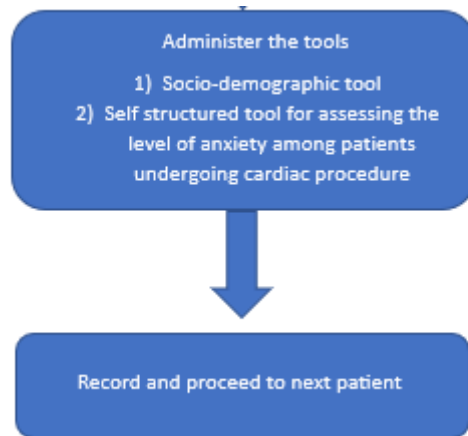 Administer the tools
1) Socio-demographic tool
2) Self structured tool for assessing the
level of anxiety among patients
undergoing cardiac procedure
Record and proceed to next patient